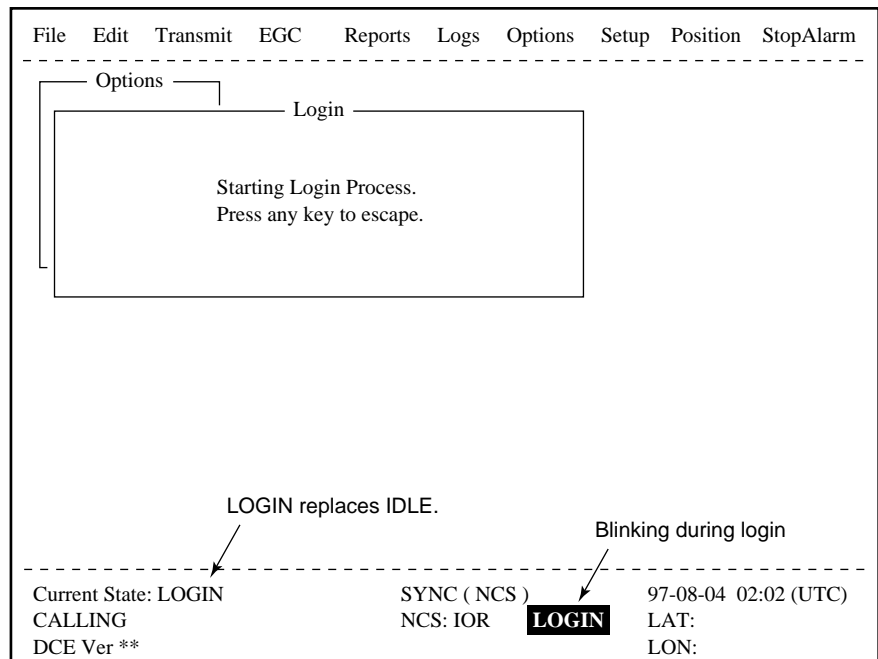 File Edit Transmit EGC Reports Logs Options Setup Position StopAlarm
Options
Login
Starting Login Process.
Press any key to escape.
LOGIN replaces IDLE.
Blinking during login
Current State: LOGIN SYNC ( NCS ) 97-08-04 02:02 (UTC)
CALLING NCS: IOR LOGIN LAT:
DCE Ver ** LON: